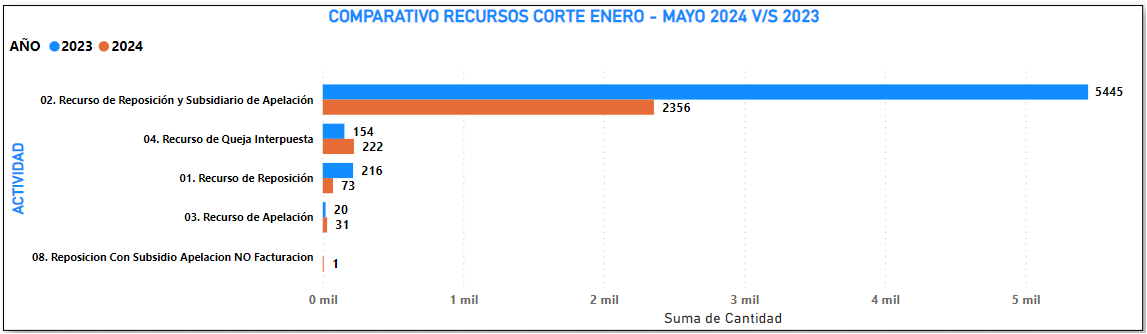 COMPARATIVO RECURSOS CORTE ENERO - MAYO 2024 V/S 2023
AÑO 2023 2024
ACTIVIDAD
02. Recurso de Reposición y Subsidiario de Apelación
5445
2356
04. Recurso de Queja Interpuesta
154
222
01. Recurso de Reposición
216
73
03. Recurso de Apelación
20
31
08. Reposicion Con Subsidio Apelacion NO Facturacion
1
0 mil 1 mil 2 mil 3 mil 4 mil 5 mil
Suma de Cantidad